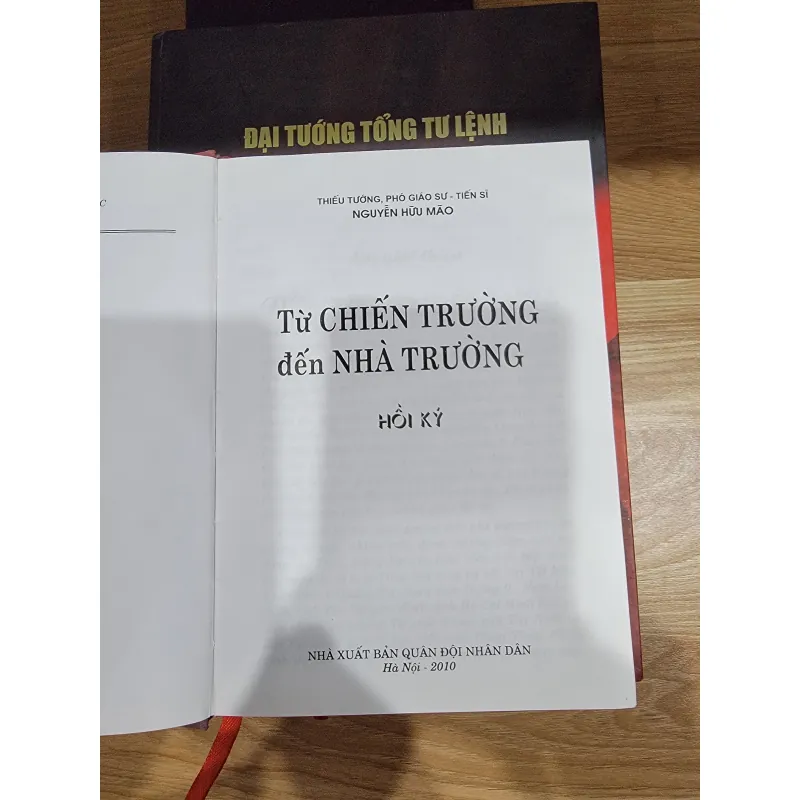 ĐẠI TƯỚNG TỔNG TƯ LỆNH
C
THIẾU TƯỚNG, PHÓ GIÁO SƯ - TIẾN SĨ
NGUYỄN HỮU MÃO
Từ CHIẾN TRƯỜNG
đến NHÀ TRƯỜNG
HỒI KÝ
NHÀ XUẤT BẢN QUÂN ĐỘI NHÂN DÂN
Hà Nội - 2010